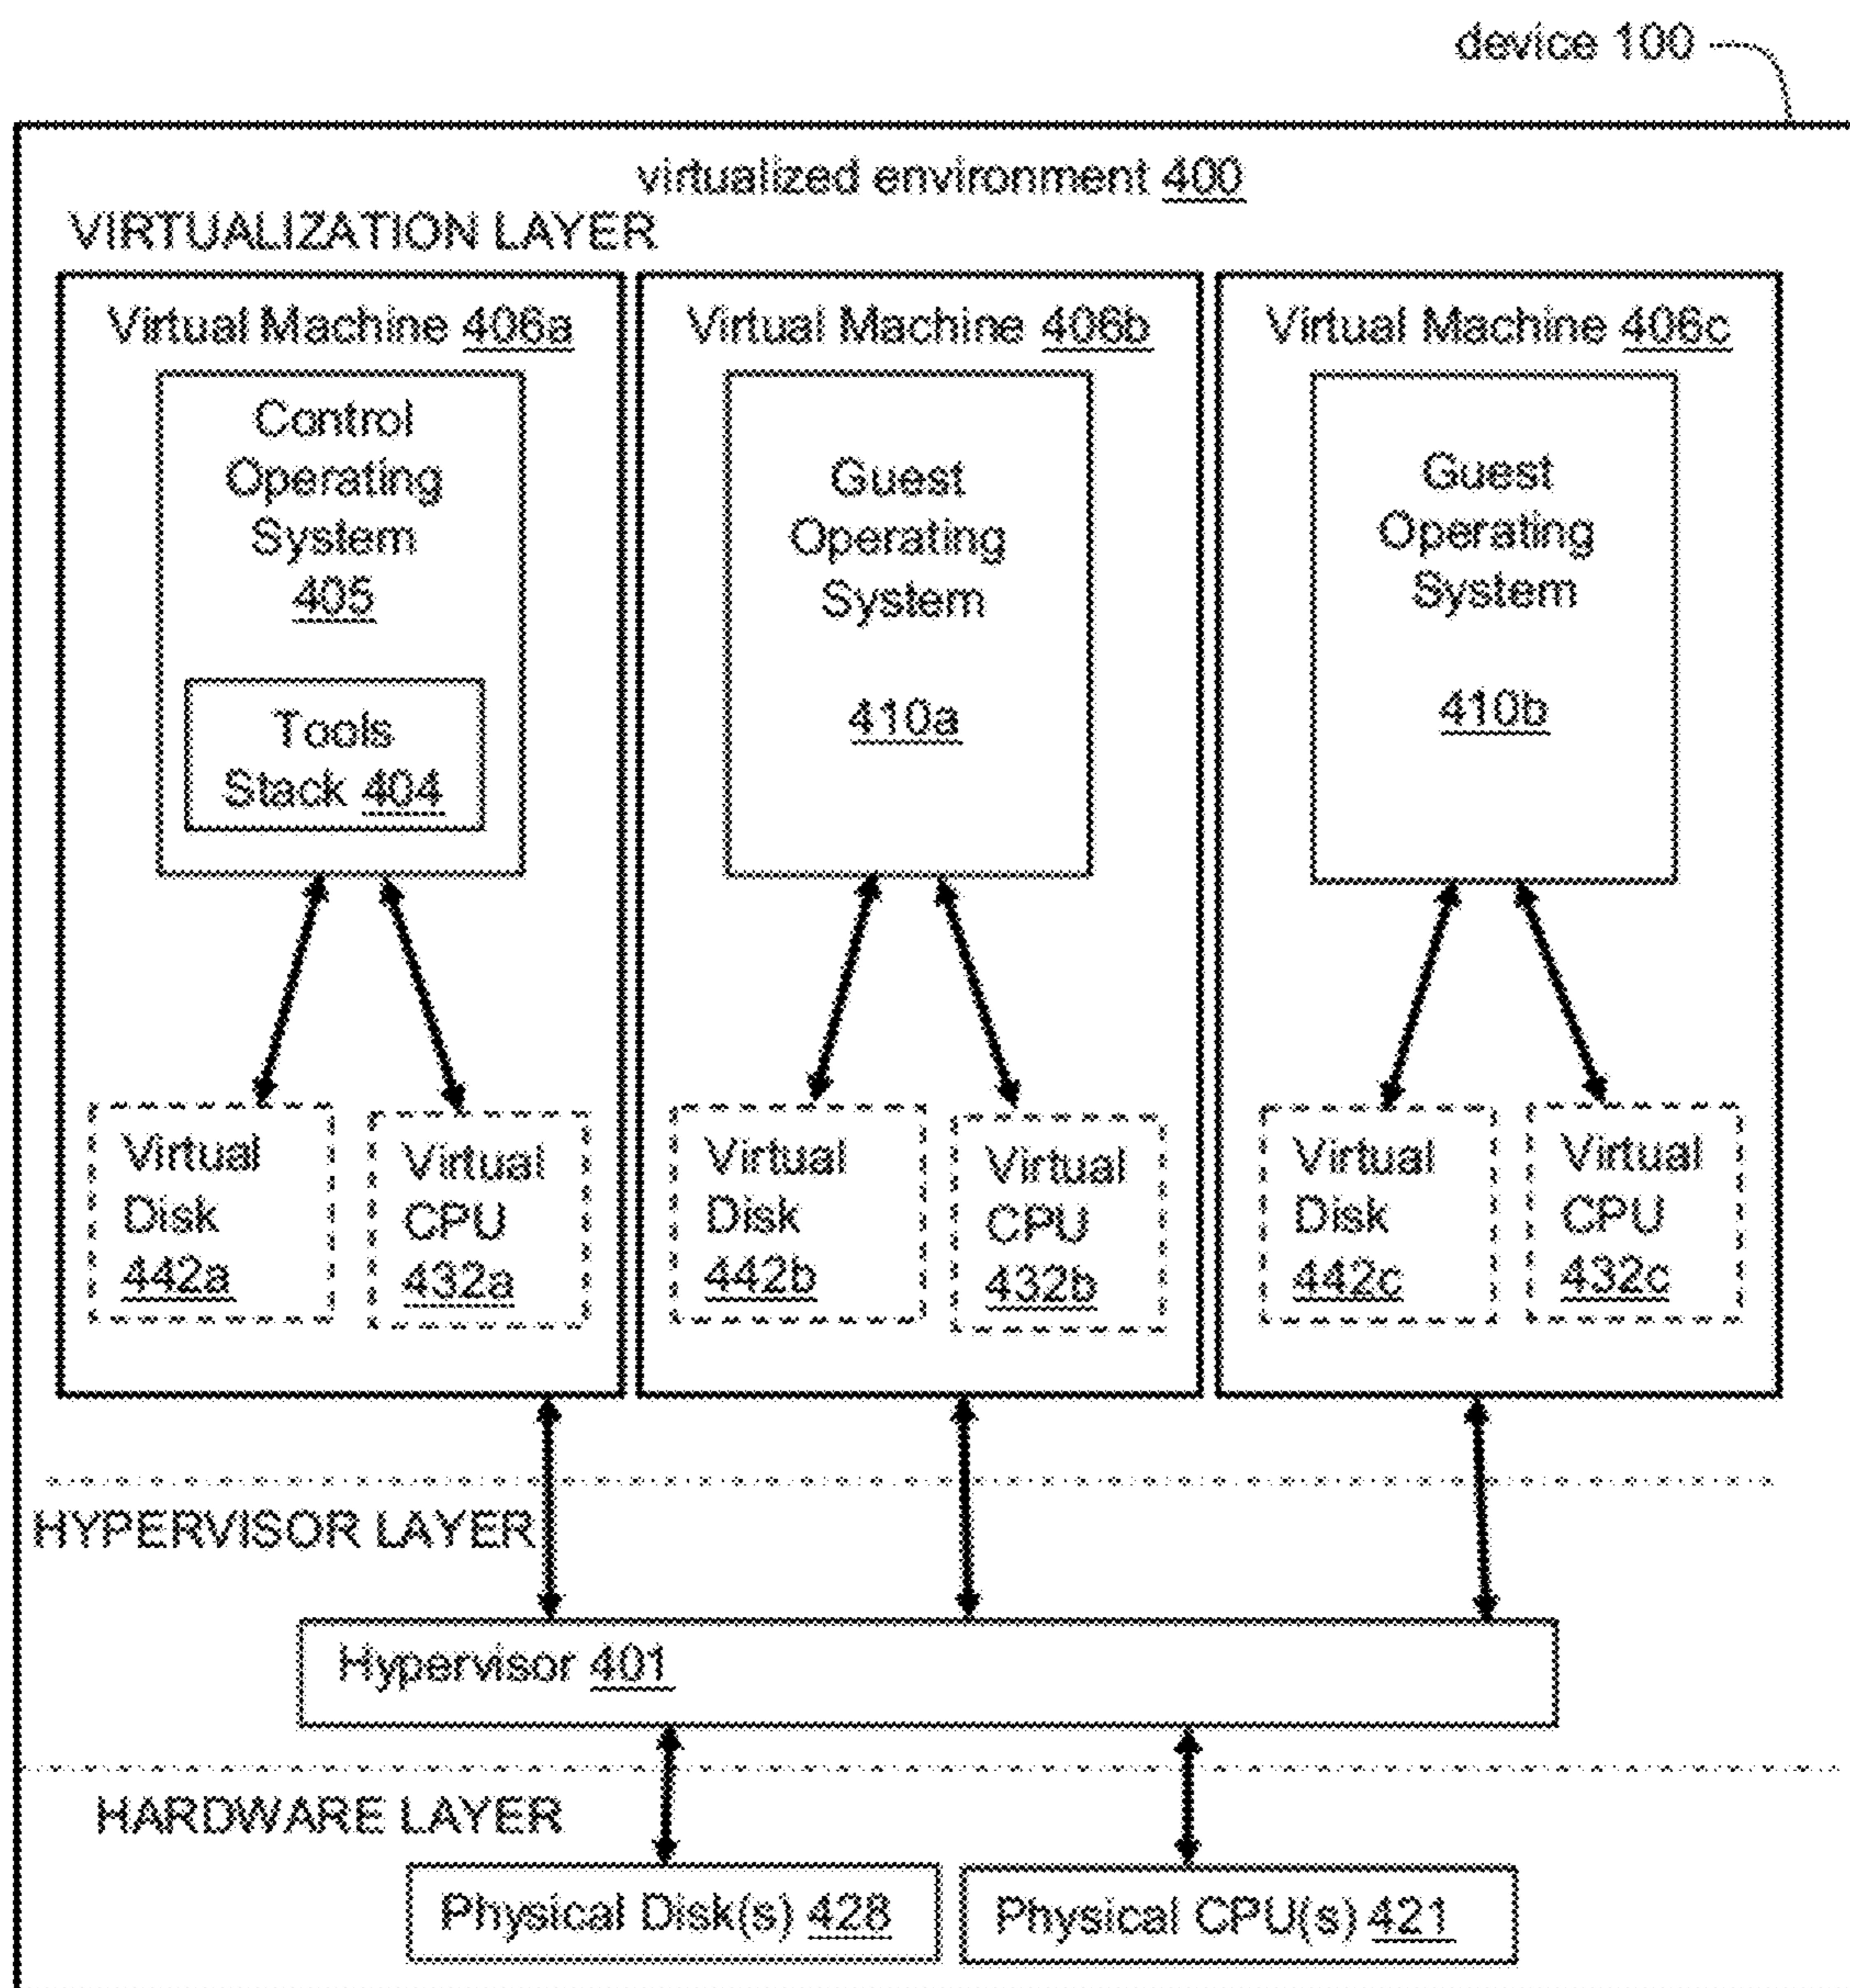 device 100
virtualized environment 400
VIRTUALIZATION LAYER
Virtual Machine 406a
Control
Operating
System
405
Tools
Stack 404
Virtual
Disk
442a
Virtual
CPU
432a
Virtual Machine 406b
Guest
Operating
System
410a
Virtual
Disk
442b
Virtual
CPU
432b
Virtual Machine 406c
Guest
Operating
System
410b
Virtual
Disk
442c
Virtual
CPU
432c
HYPERVISOR LAYER
Hypervisor 401
HARDWARE LAYER
Physical Disk(s) 428
Physical CPU(s) 421